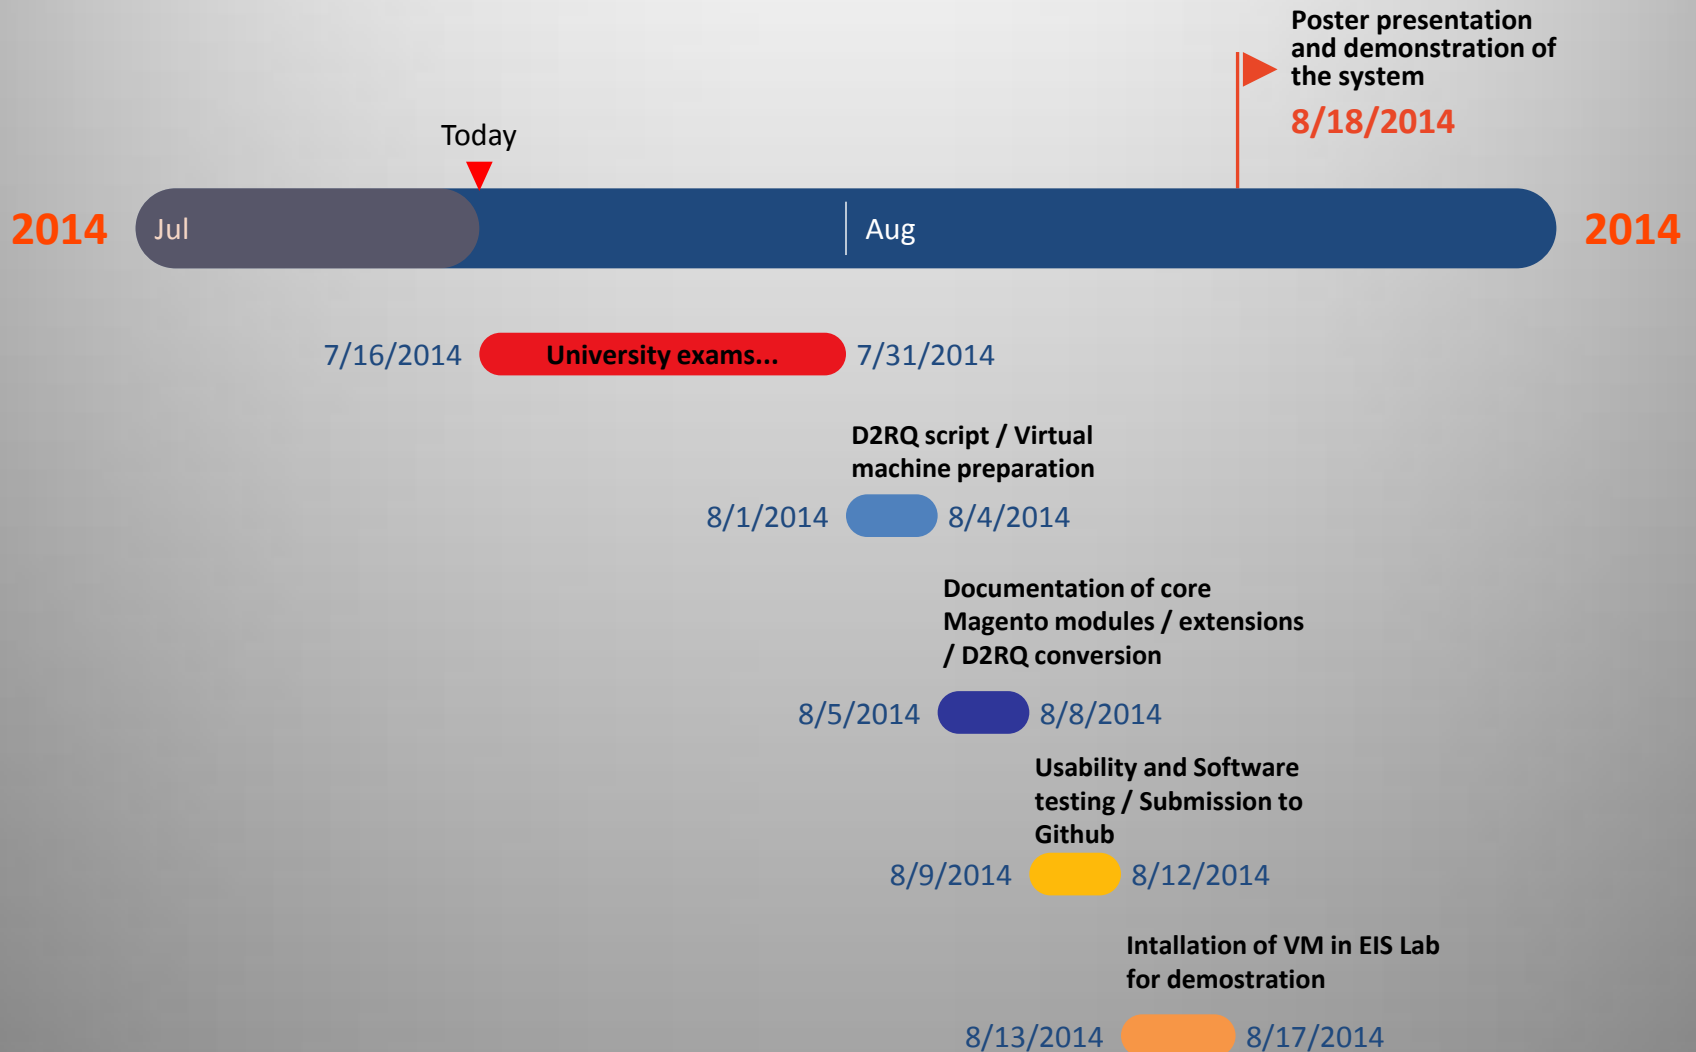 Poster presentation
and demonstration of
the system
8/18/2014
Today
2014 Jul Aug 2014
7/16/2014 University exams... 7/31/2014
D2RQ script / Virtual
machine preparation
8/1/2014 8/4/2014
Documentation of core
Magento modules / extensions
/ D2RQ conversion
8/5/2014 8/8/2014
Usability and Software
testing / Submission to
Github
8/9/2014 8/12/2014
Intallation of VM in EIS Lab
for demostration
8/13/2014 8/17/2014